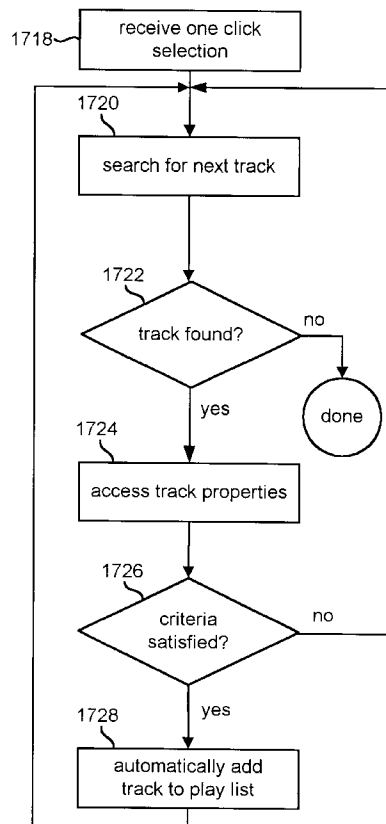 1718
receive one click
selection
1720
search for next track
1722
track found?
no
yes
done
1724
access track properties
1726
criteria
satisfied?
no
yes
1728
automatically add
track to play list